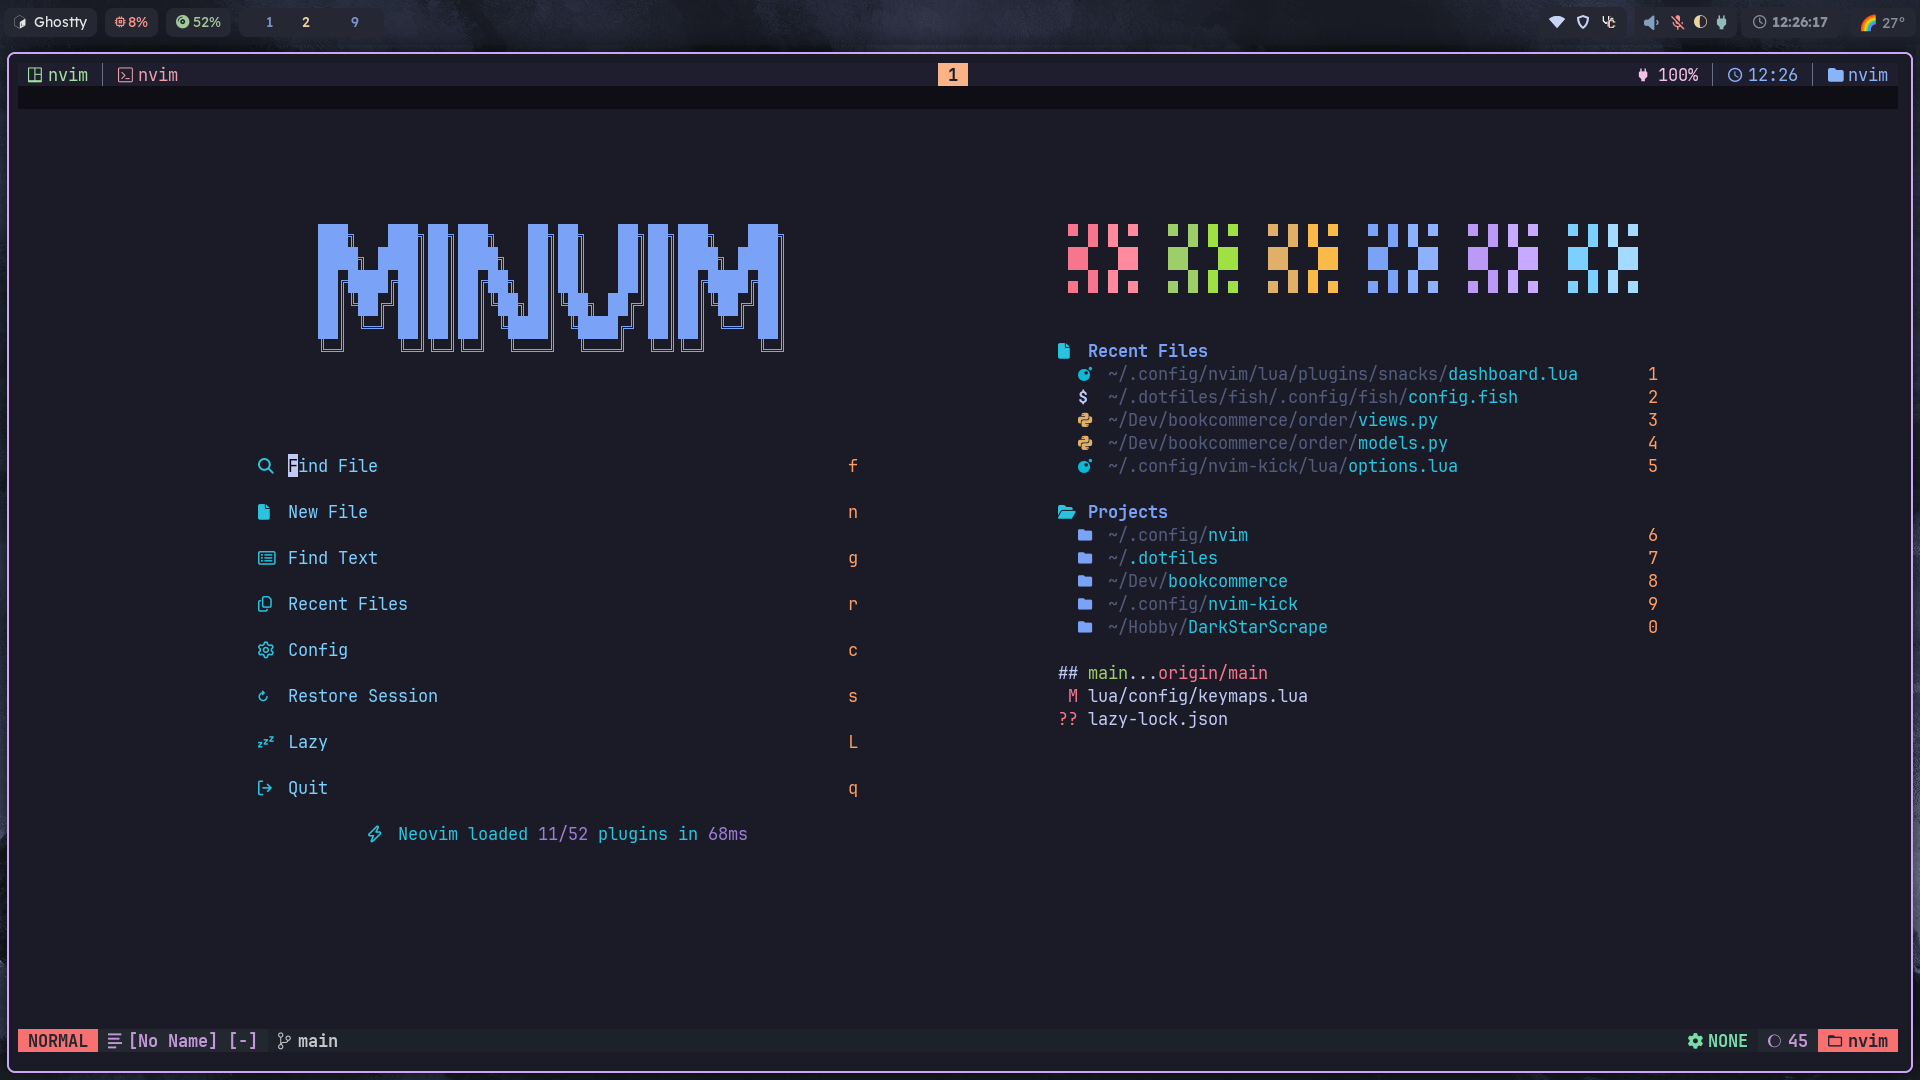 Ghostty 8% 52% 1 2 9 12:26:17 27°
nvim nvim 1 100% 12:26 nvim
MINVIM
Find File f
New File n
Find Text g
Recent Files r
Config c
Restore Session s
Lazy L
Quit q
Neovim loaded 11/52 plugins in 68ms
Recent Files
~/.config/nvim/lua/plugins/snacks/dashboard.lua 1
$ ~/.dotfiles/fish/.config/fish/config.fish 2
~/Dev/bookcommerce/order/views.py 3
~/Dev/bookcommerce/order/models.py 4
~/.config/nvim-kick/lua/options.lua 5
Projects
~/.config/nvim 6
~/.dotfiles 7
~/Dev/bookcommerce 8
~/.config/nvim-kick 9
~/Hobby/DarkStarScrape 0
## main...origin/main
M lua/config/keymaps.lua
?? lazy-lock.json
NORMAL [No Name] [-] main NONE 45 nvim